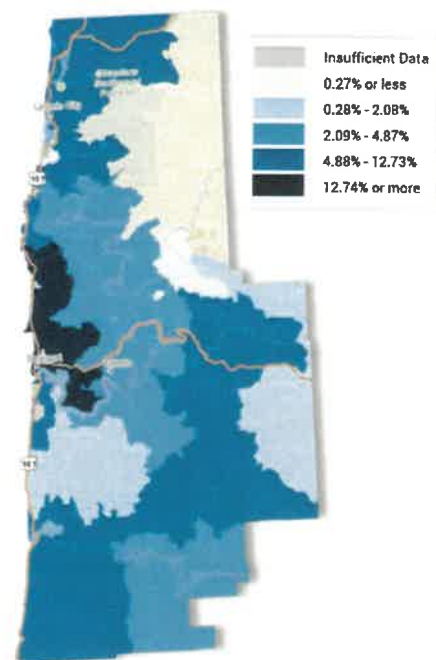 Insufficient Data
0.27% or less
0.28% - 2.08%
2.09% - 4.87%
4.88% - 12.73%
12.74% or more
101
101